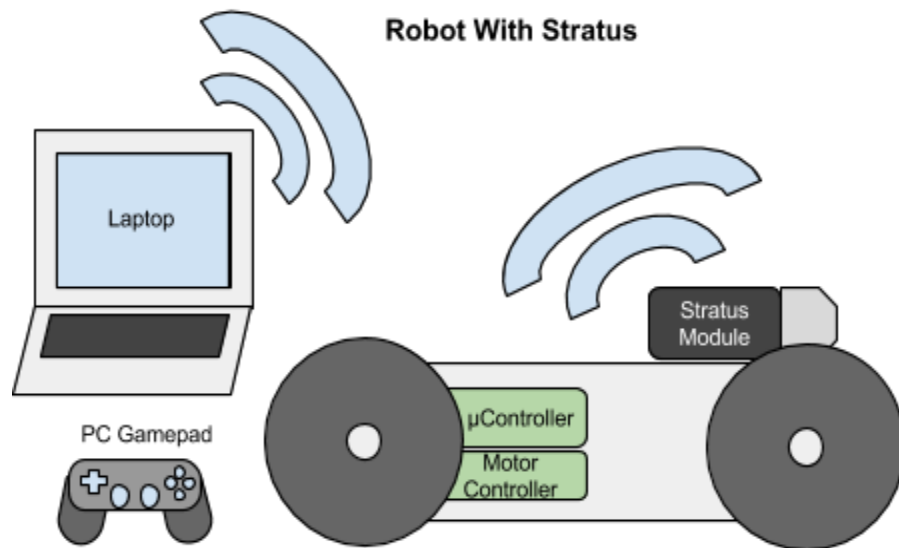 Robot With Stratus
Laptop
Stratus
Module
PC Gamepad
µController
Motor
Controller